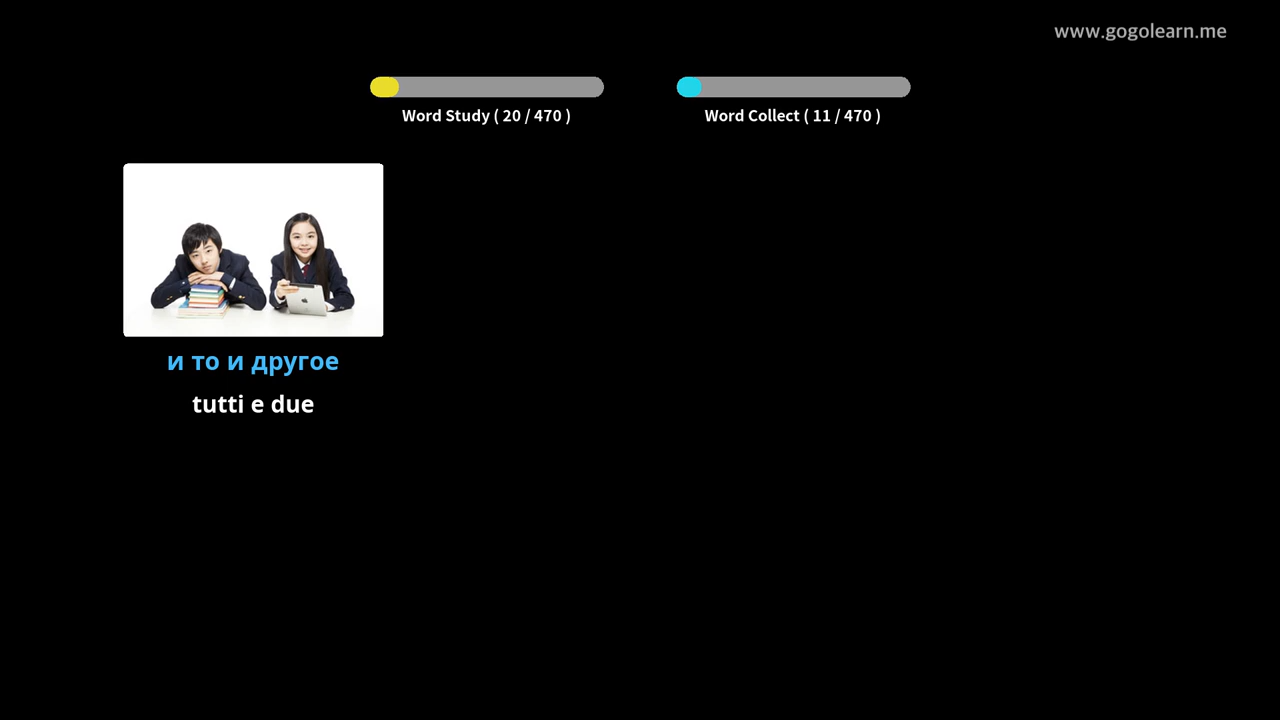 www.gogolearn.me
Word Study ( 20 / 470 )
Word Collect ( 11 / 470 )
и то и другое
tutti e due